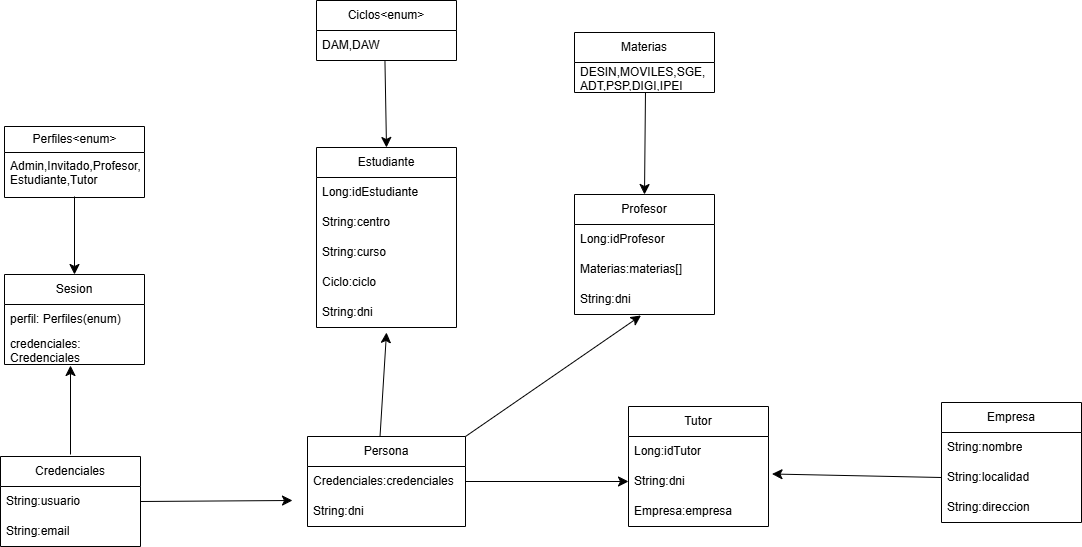 Ciclos<enum>
DAM,DAW
Materias
DESIN,MOVILES,SGE,
ADT,PSP,DIGI,IPEI
Perfiles<enum>
Admin,Invitado,Profesor,
Estudiante,Tutor
Estudiante
Long:idEstudiante
String:centro
String:curso
Ciclo:ciclo
String:dni
Profesor
Long:idProfesor
Materias:materias[]
String:dni
Sesion
perfil: Perfiles(enum)
credenciales:
Credenciales
Credenciales
String:usuario
String:email
Persona
Credenciales:credenciales
String:dni
Tutor
Long:idTutor
String:dni
Empresa:empresa
Empresa
String:nombre
String:localidad
String:direccion